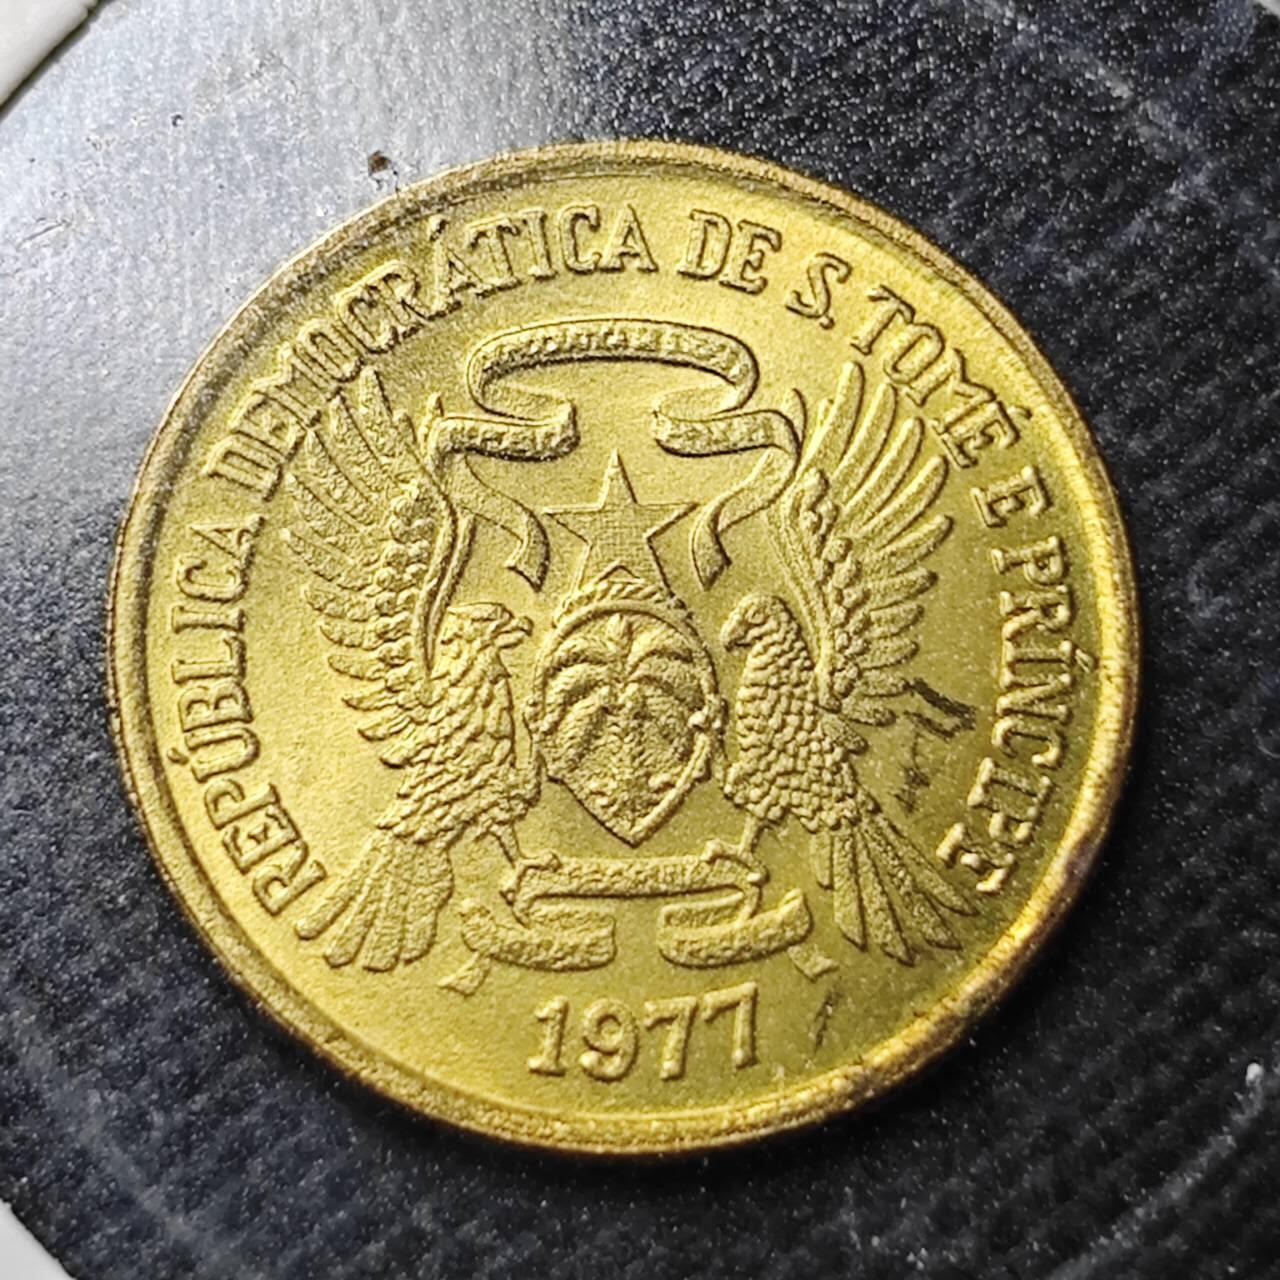 REPÚBLICA DEMOCRÁTICA DE S. TOMÉ E PRÍNCIPE
1977